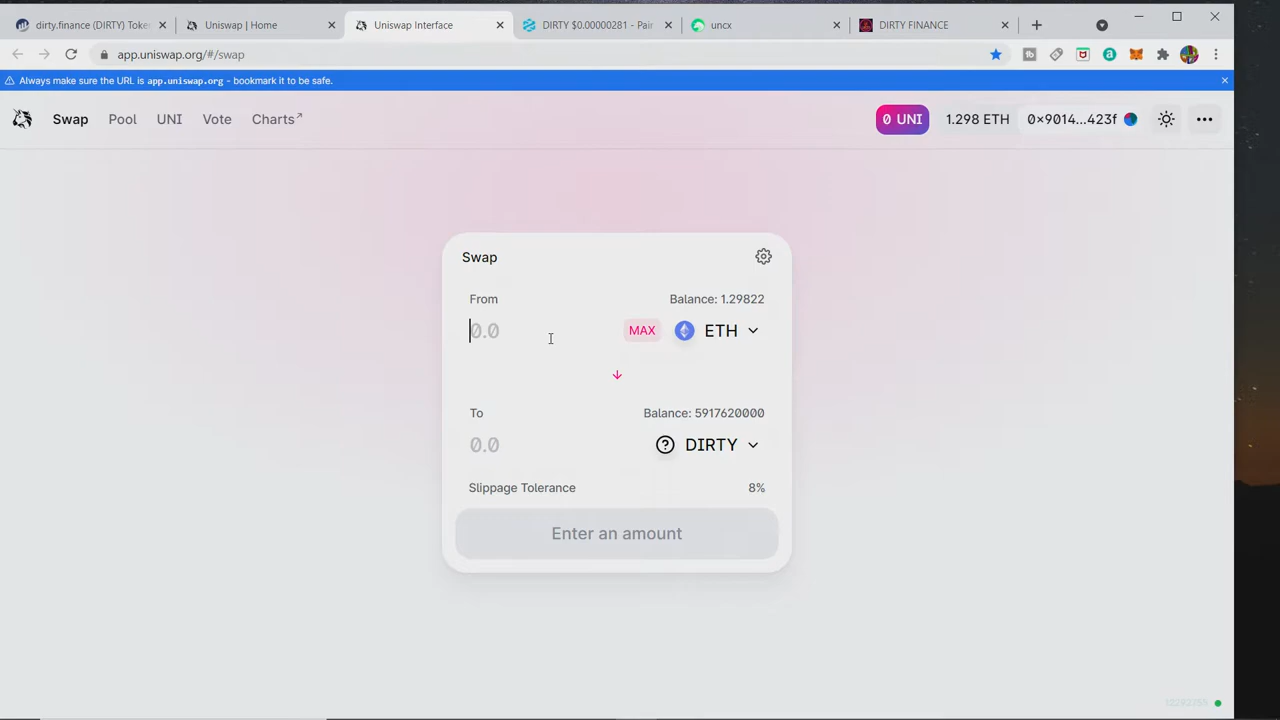 dirty.finance (DIRTY) Toke
Uniswap | Home
Uniswap Interface
DIRTY $0.00000281 - Pair
uncx
DIRTY FINANCE
app.uniswap.org/#/swap
Always make sure the URL is app.uniswap.org - bookmark it to be safe.
Swap
Pool
UNI
Vote
Charts↗
0 UNI
1.298 ETH
0×9014...423f
Swap
From
Balance: 1.29822
0.0
MAX
ETH
To
Balance: 5917620000
0.0
DIRTY
Slippage Tolerance
8%
Enter an amount